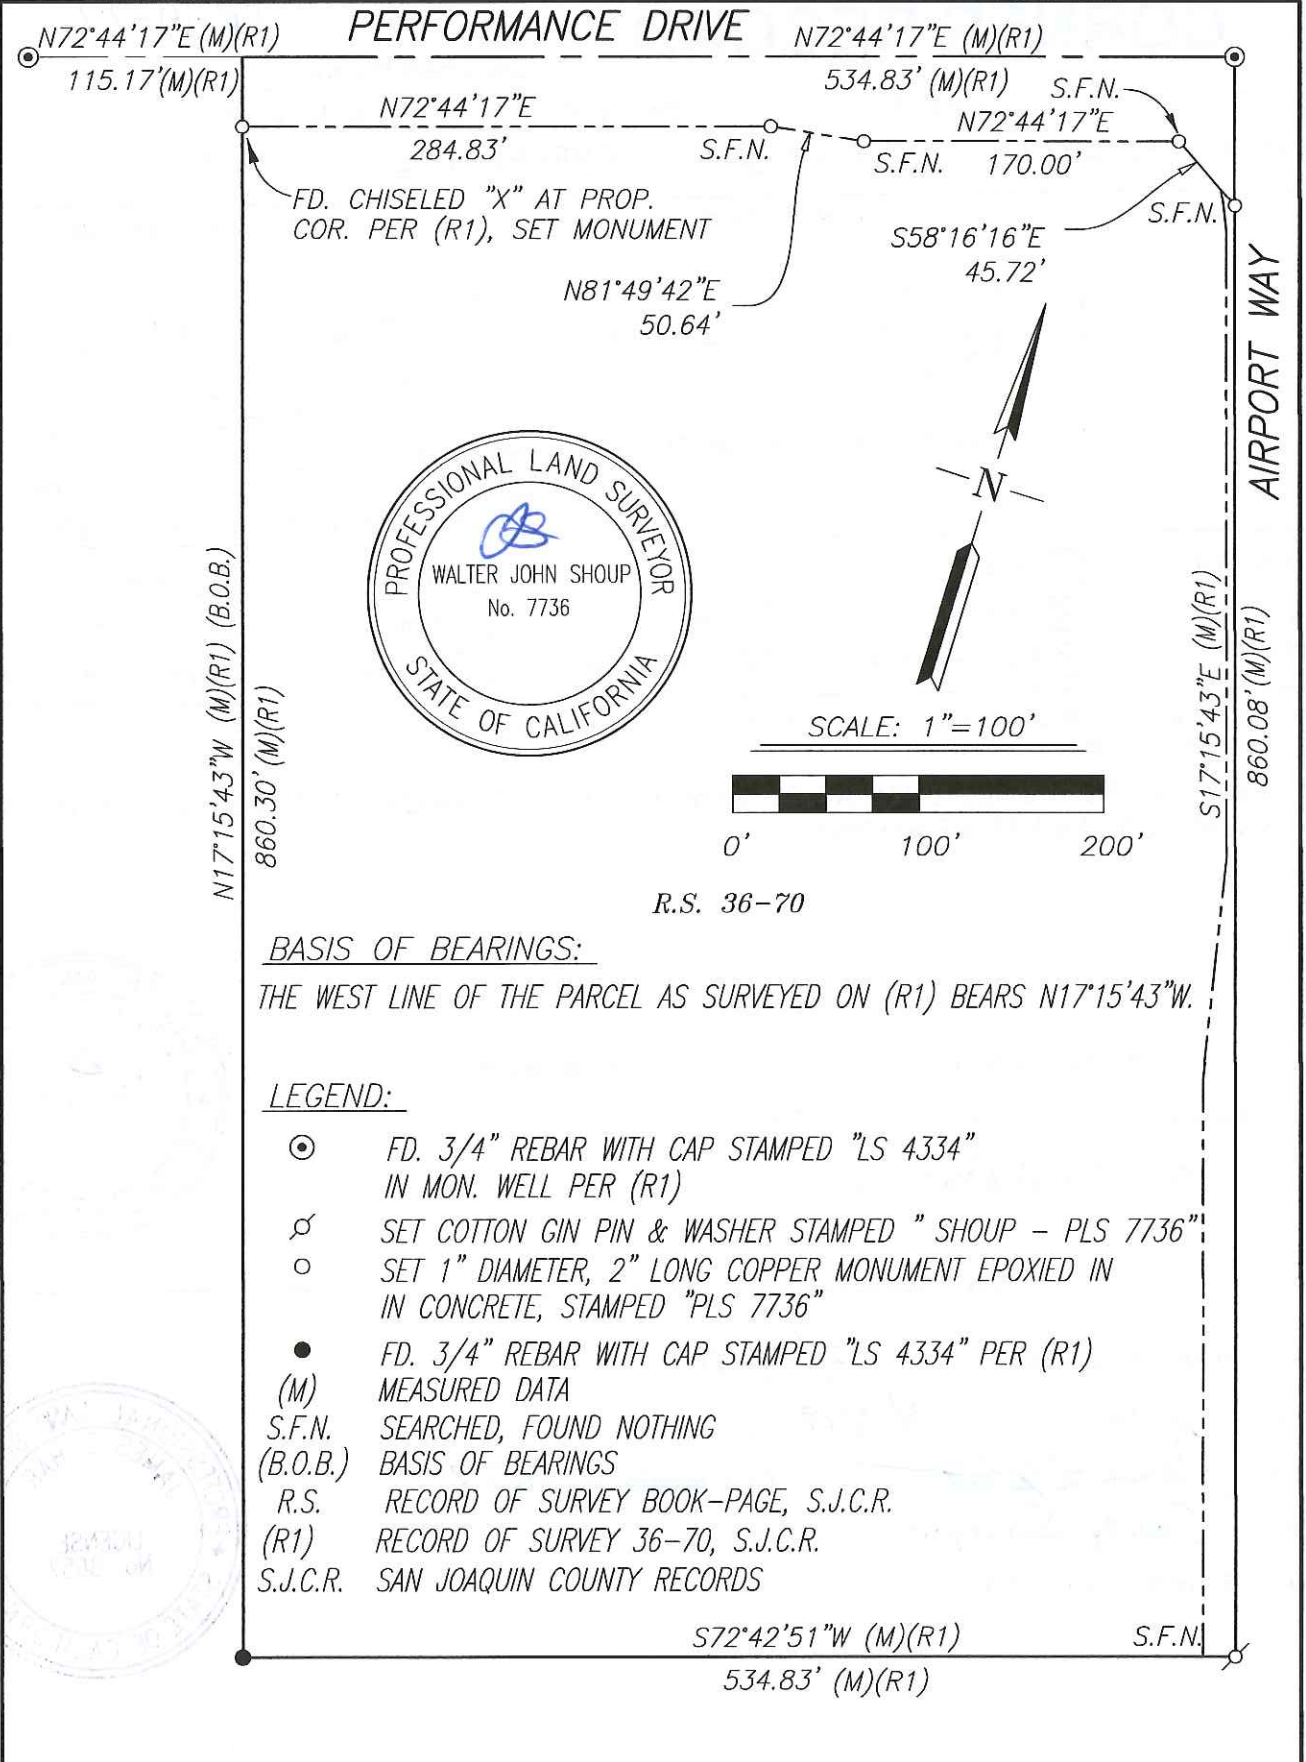 PERFORMANCE DRIVE
N72°44'17"E (M)(R1)
115.17'(M)(R1)
N72°44'17"E (M)(R1)
534.83' (M)(R1)
S.F.N.
N72°44'17"E
284.83'
S.F.N.
N72°44'17"E
S.F.N. 170.00'
FD. CHISELED "X" AT PROP.
COR. PER (R1), SET MONUMENT
S.F.N.
S58°16'16"E
45.72'
N81°49'42"E
50.64'
AIRPORT WAY
N
PROFESSIONAL LAND SURVEYOR
WALTER JOHN SHOUP
No. 7736
STATE OF CALIFORNIA
N17°15'43"W (M)(R1) (B.O.B.)
860.30' (M)(R1)
S17°15'43"E (M)(R1)
860.08' (M)(R1)
SCALE: 1"=100'
0' 100' 200'
R.S. 36-70
BASIS OF BEARINGS:
THE WEST LINE OF THE PARCEL AS SURVEYED ON (R1) BEARS N17°15'43"W.
LEGEND:
FD. 3/4" REBAR WITH CAP STAMPED "LS 4334"
IN MON. WELL PER (R1)
SET COTTON GIN PIN & WASHER STAMPED " SHOUP - PLS 7736"
SET 1" DIAMETER, 2" LONG COPPER MONUMENT EPOXIED IN
IN CONCRETE, STAMPED "PLS 7736"
FD. 3/4" REBAR WITH CAP STAMPED "LS 4334" PER (R1)
(M) MEASURED DATA
S.F.N. SEARCHED, FOUND NOTHING
(B.O.B.) BASIS OF BEARINGS
R.S. RECORD OF SURVEY BOOK-PAGE, S.J.C.R.
(R1) RECORD OF SURVEY 36-70, S.J.C.R.
S.J.C.R. SAN JOAQUIN COUNTY RECORDS
S72°42'51"W (M)(R1)
534.83' (M)(R1)
S.F.N.